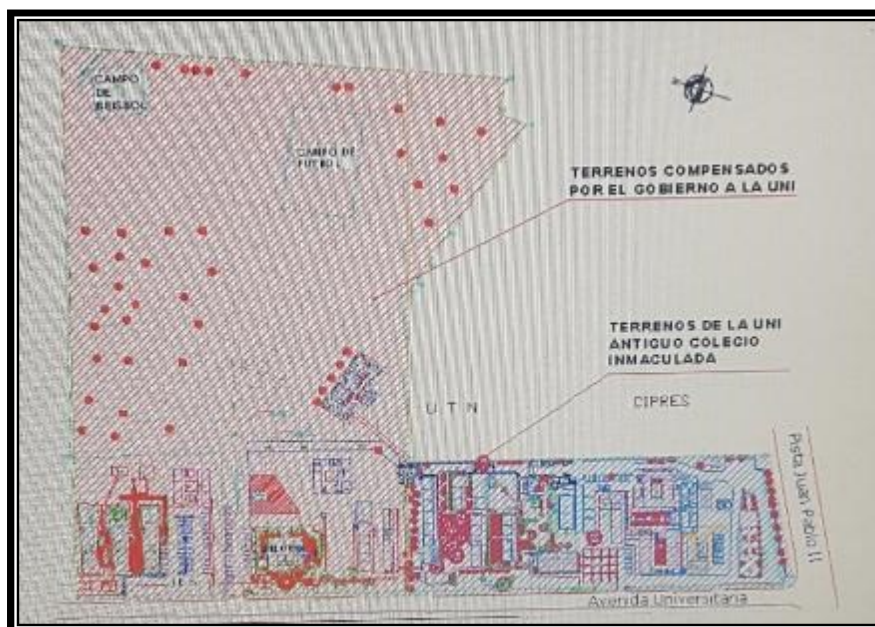 CAMPO
DE
BEISBOL
CAMPO DE
FUTBOL
TERRENOS COMPENSADOS
POR EL GOBIERNO A LA UNI
TERRENOS DE LA UNI
ANTIGUO COLEGIO
INMACULADA
U T N
CIPRES
Pista Juan Pablo II
Avenida Universitaria